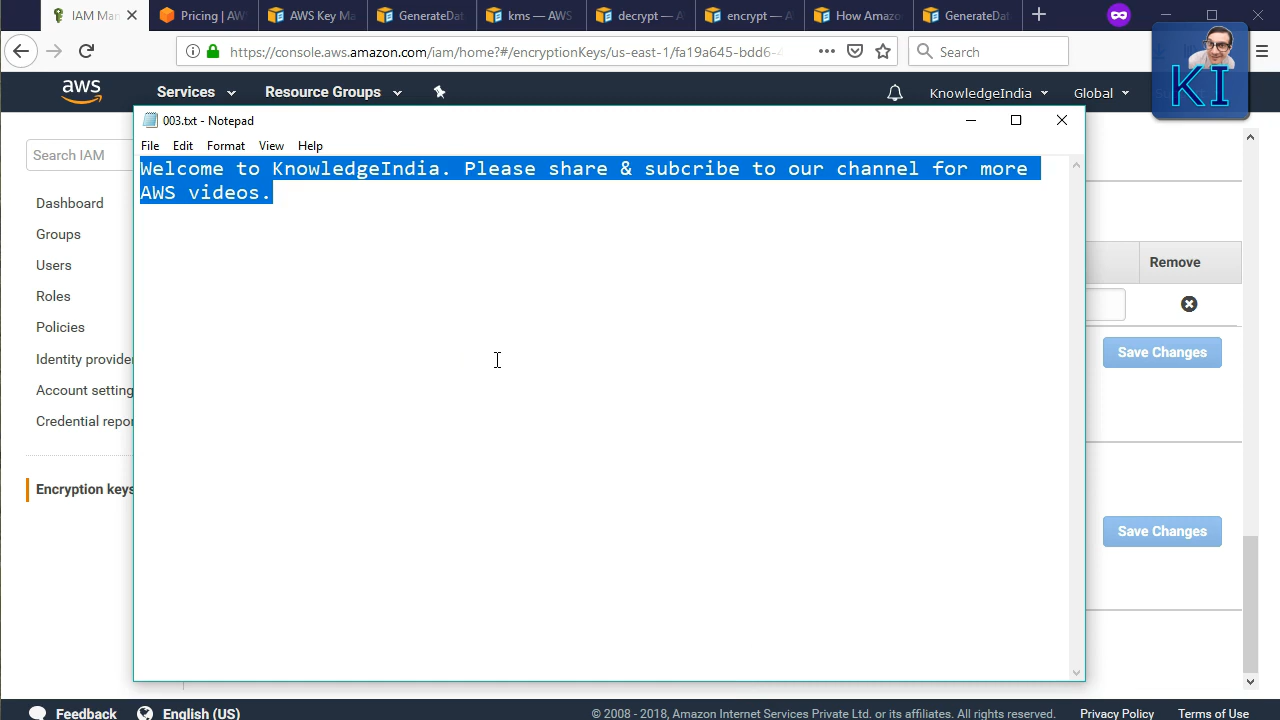 IAM Man
Pricing | AW
AWS Key Ma
GenerateDat
kms — AWS
decrypt — A
encrypt — A
How Amazo
GenerateDat
https://console.aws.amazon.com/iam/home?#/encryptionKeys/us-east-1/fa19a645-bdd6-4
Search
KI
aws
Services
Resource Groups
KnowledgeIndia
Global
003.txt - Notepad
File Edit Format View Help
Welcome to KnowledgeIndia. Please share & subcribe to our channel for more
AWS videos.
Search IAM
Dashboard
Groups
Users
Roles
Policies
Identity provider
Account setting
Credential repor
Encryption keys
Remove
Save Changes
Save Changes
Feedback
English (US)
© 2008 - 2018, Amazon Internet Services Private Ltd. or its affiliates. All rights reserved.
Privacy Policy
Terms of Use